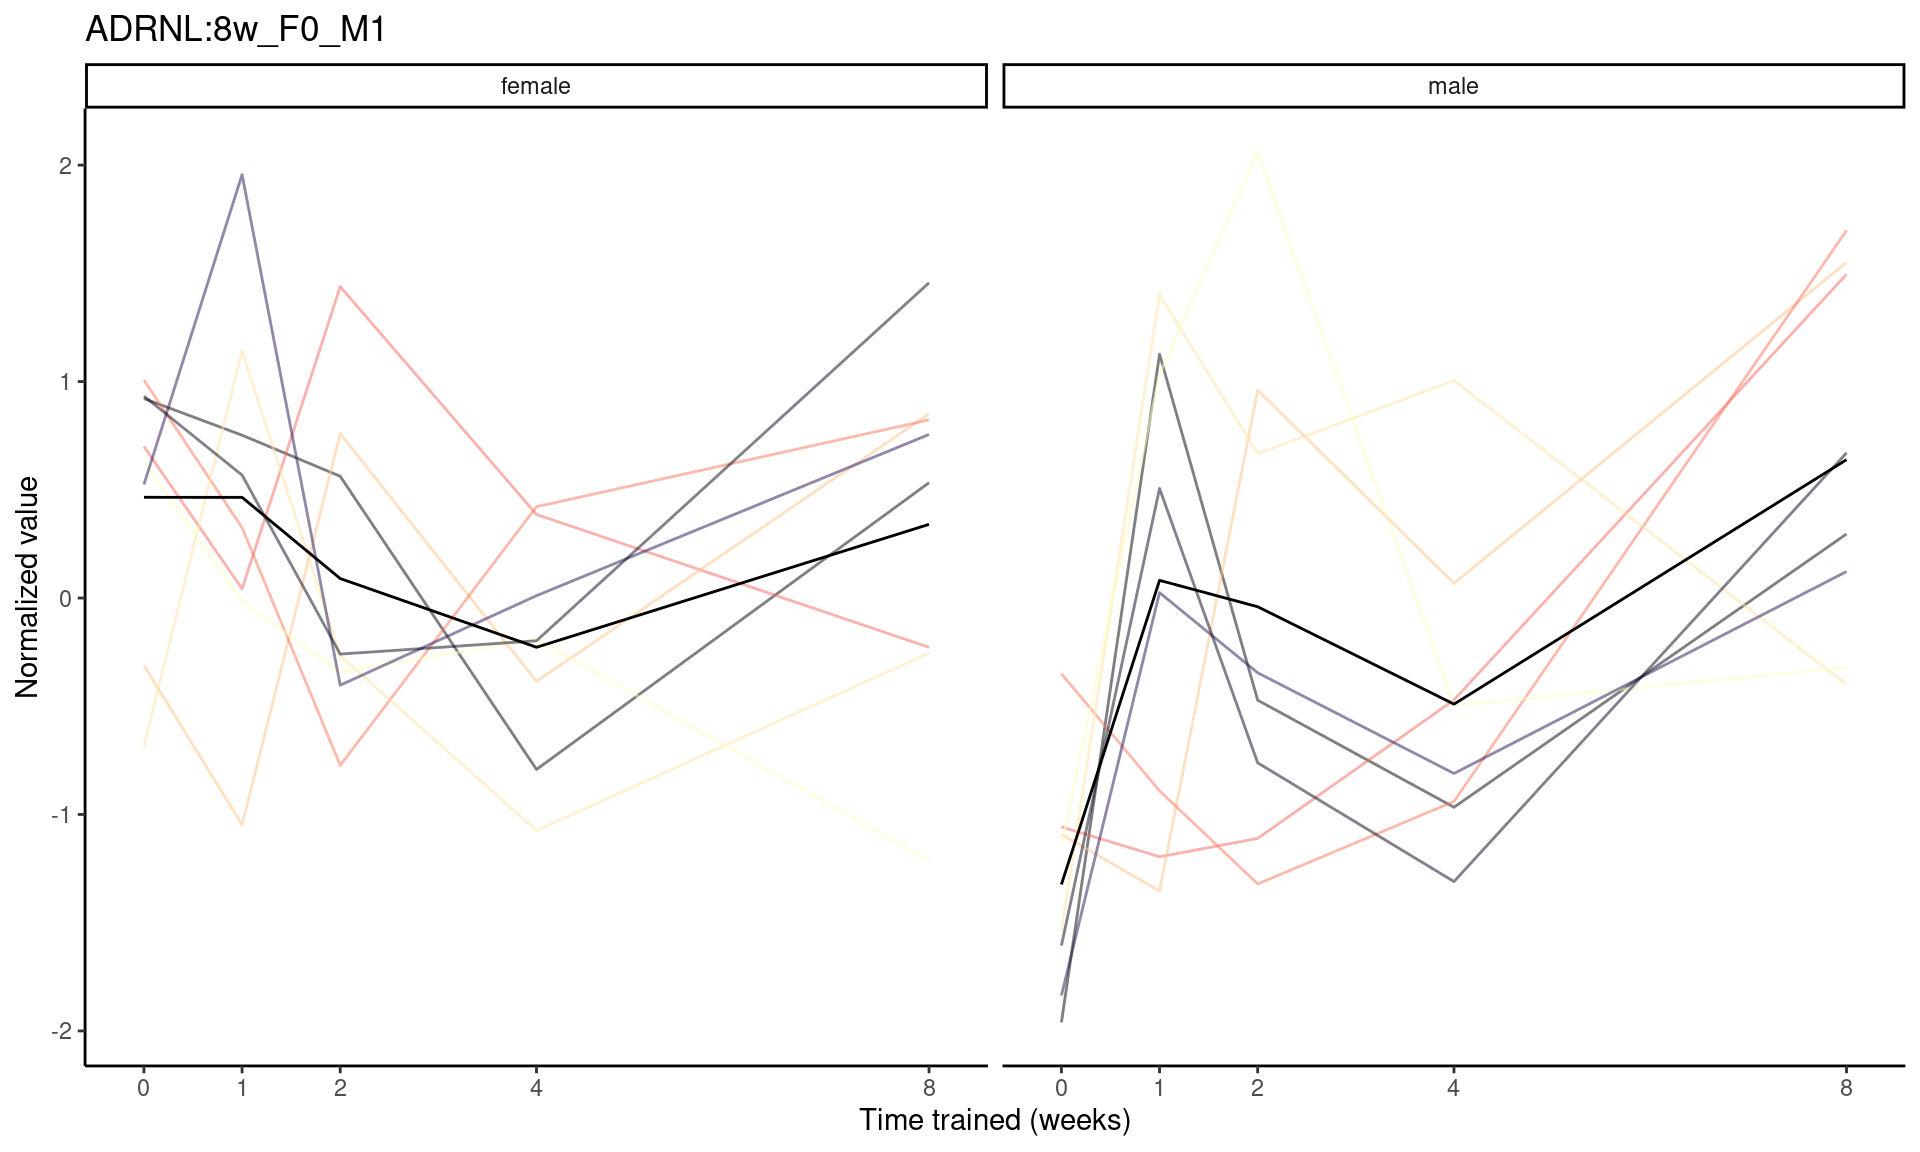 ADRNL:8w_F0_M1
female
male
Normalized value
2
1
0
-1
-2
0 1 2 4 8
0 1 2 4 8
Time trained (weeks)